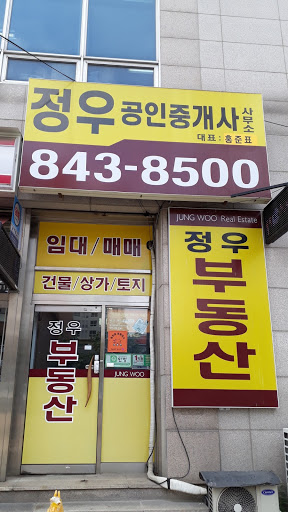 정우공인중개사사무소
대표 : 홍준표
843-8500
JUNG WOO Real Estate
정우
부동산
임대/매매
건물/상가/토지
정우
부동산
JUNG WOO